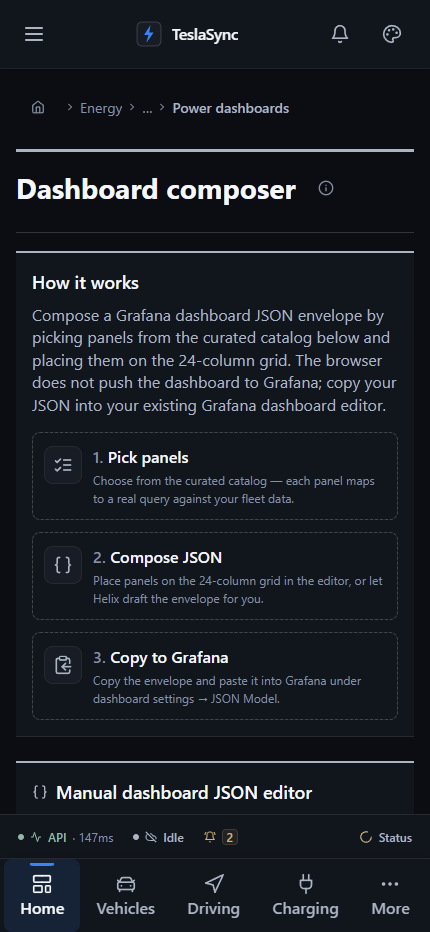 TeslaSync
Energy
...
Power dashboards
Dashboard composer
How it works
Compose a Grafana dashboard JSON envelope by
picking panels from the curated catalog below and
placing them on the 24-column grid. The browser
does not push the dashboard to Grafana; copy your
JSON into your existing Grafana dashboard editor.
1. Pick panels
Choose from the curated catalog — each panel maps
to a real query against your fleet data.
2. Compose JSON
Place panels on the 24-column grid in the editor, or let
Helix draft the envelope for you.
3. Copy to Grafana
Copy the envelope and paste it into Grafana under
dashboard settings → JSON Model.
Manual dashboard JSON editor
API · 147ms
Idle
2
Status
Home
Vehicles
Driving
Charging
More